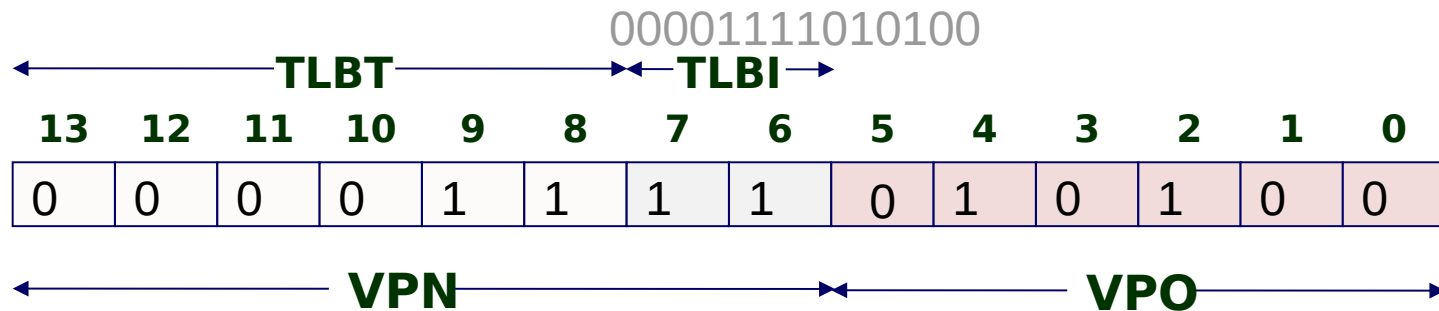 00001111010100
TLBT TLBI
13 12 11 10 9 8 7 6 5 4 3 2 1 0
0 0 0 0 1 1 1 1 0 1 0 1 0 0
VPN VPO